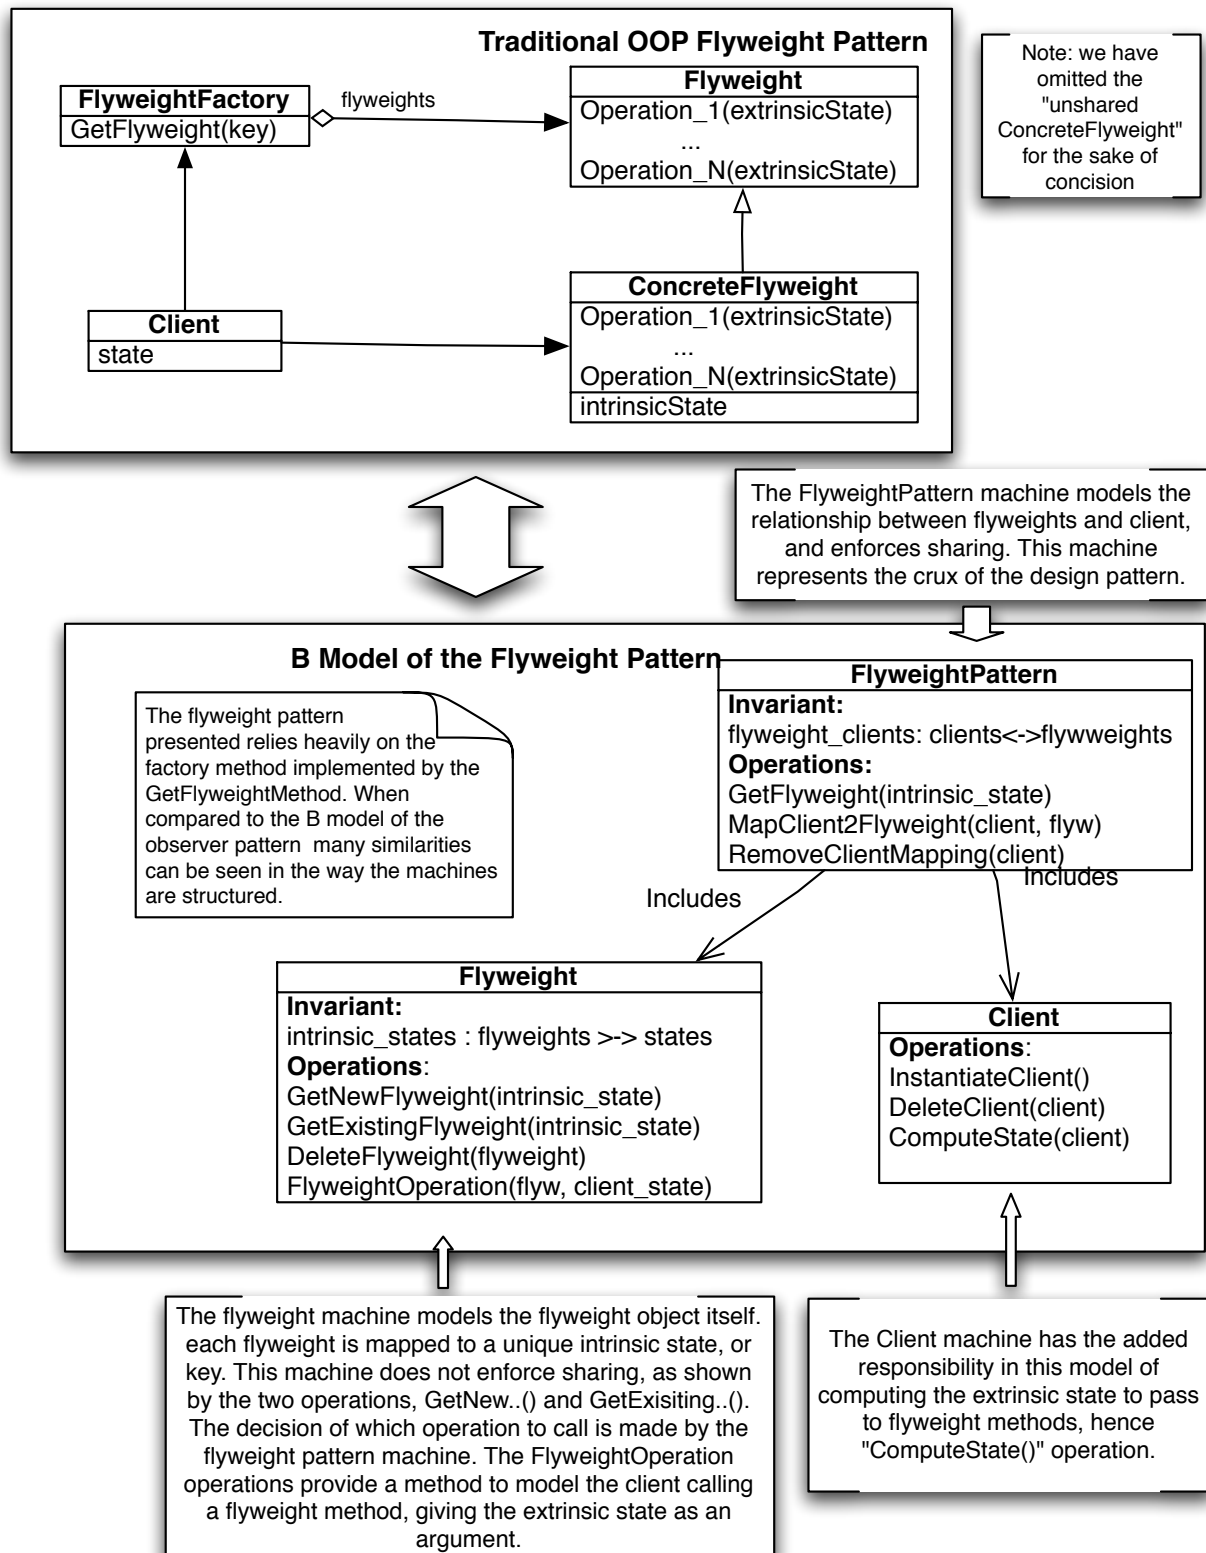 Traditional OOP Flyweight Pattern
FlyweightFactory
GetFlyweight(key)
flyweights
Flyweight
Operation_1(extrinsicState)
...
Operation_N(extrinsicState)
Client
state
ConcreteFlyweight
Operation_1(extrinsicState)
...
Operation_N(extrinsicState)
intrinsicState
Note: we have
omitted the
"unshared
ConcreteFlyweight"
for the sake of
concision
The FlyweightPattern machine models the
relationship between flyweights and client,
and enforces sharing. This machine
represents the crux of the design pattern.
B Model of the Flyweight Pattern
The flyweight pattern
presented relies heavily on the
factory method implemented by the
GetFlyweightMethod. When
compared to the B model of the
observer pattern  many similarities
can be seen in the way the machines
are structured.
FlyweightPattern
Invariant:
flyweight_clients: clients<->flywweights
Operations:
GetFlyweight(intrinsic_state)
MapClient2Flyweight(client, flyw)
RemoveClientMapping(client)
Includes
Includes
Flyweight
Invariant:
intrinsic_states : flyweights >-> states
Operations:
GetNewFlyweight(intrinsic_state)
GetExistingFlyweight(intrinsic_state)
DeleteFlyweight(flyweight)
FlyweightOperation(flyw, client_state)
Client
Operations:
InstantiateClient()
DeleteClient(client)
ComputeState(client)
The flyweight machine models the flyweight object itself.
each flyweight is mapped to a unique intrinsic state, or
key. This machine does not enforce sharing, as shown
by the two operations, GetNew..() and GetExisiting..().
The decision of which operation to call is made by the
flyweight pattern machine. The FlyweightOperation
operations provide a method to model the client calling
a flyweight method, giving the extrinsic state as an
argument.
The Client machine has the added
responsibility in this model of
computing the extrinsic state to pass
to flyweight methods, hence
"ComputeState()" operation.